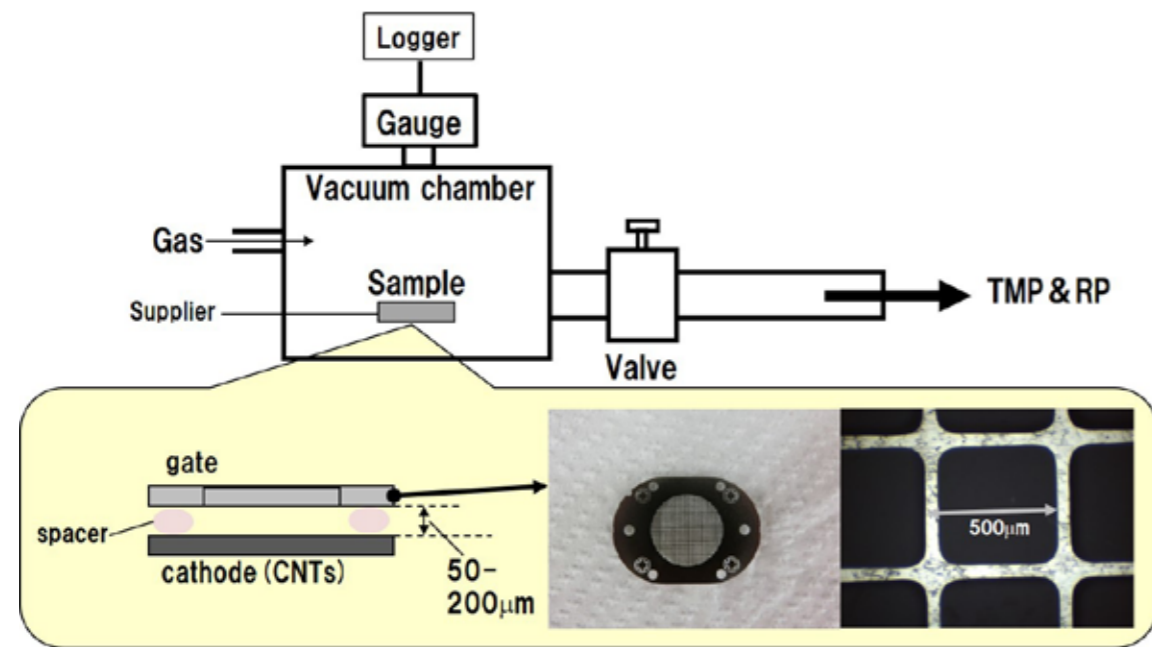 Logger
Gauge
Vacuum chamber
Gas
Sample
Supplier
TMP & RP
Valve
gate
spacer
cathode (CNTs)
50-
200μm
500μm